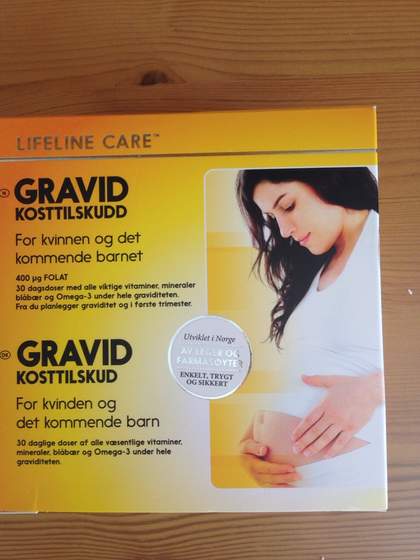 LIFELINE CARE™
N
GRAVID
KOSTTILSKUDD
For kvinnen og det
kommende barnet
400 µg FOLAT
30 dagsdoser med alle viktige vitaminer, mineraler
blåbær og Omega-3 under hele graviditeten.
Fra du planlegger graviditet og i første trimester.
Utviklet i Norge
AV LEGER OG
FARMASØYTER
ENKELT, TRYGT
OG SIKKERT
DK
GRAVID
KOSTTILSKUD
For kvinden og
det kommende barn
30 daglige doser af alle væsentlige vitaminer,
mineraler, blåbær og Omega-3 under hele
graviditeten.